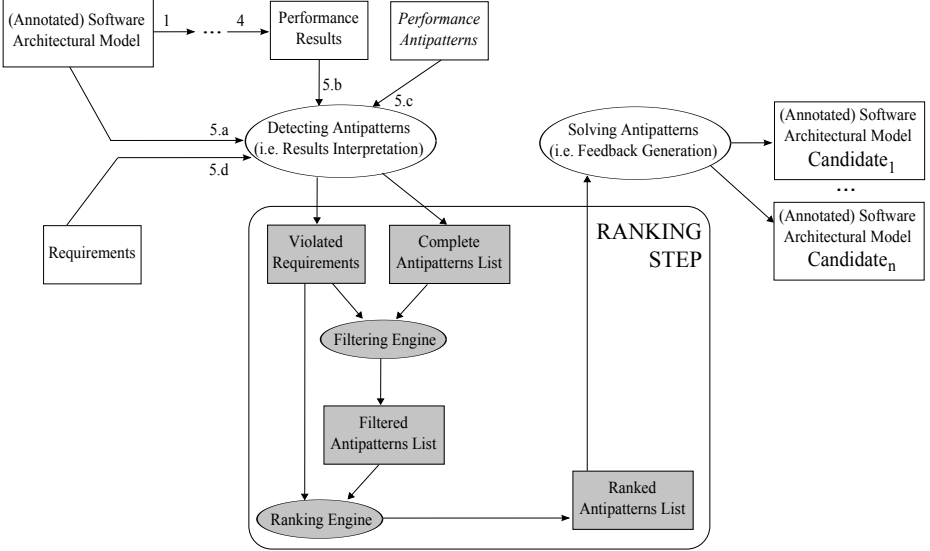 (Annotated) Software
Architectural Model
1
...
4
Performance
Results
Performance
Antipatterns
5.b
5.c
5.a
5.d
Detecting Antipatterns
(i.e. Results Interpretation)
Solving Antipatterns
(i.e. Feedback Generation)
(Annotated) Software
Architectural Model
Candidate1
...
(Annotated) Software
Architectural Model
Candidaten
Requirements
Violated
Requirements
Complete
Antipatterns List
RANKING
STEP
Filtering Engine
Filtered
Antipatterns List
Ranking Engine
Ranked
Antipatterns List